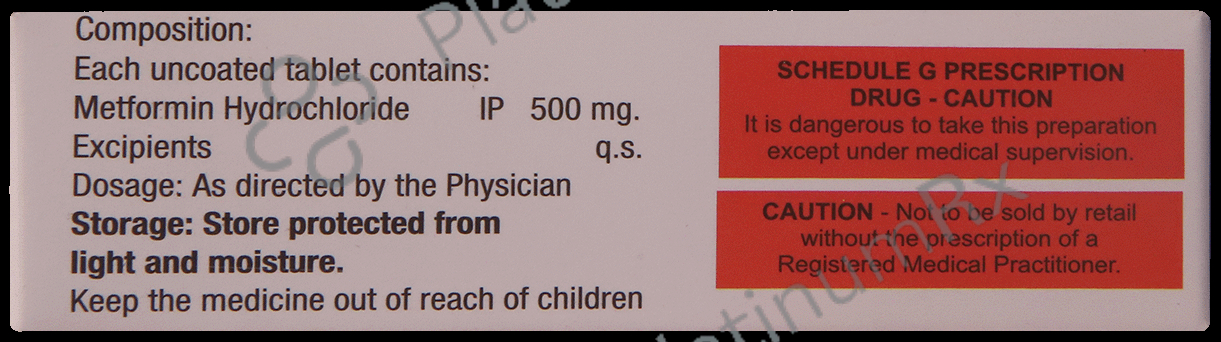 Composition:
Each uncoated tablet contains:
Metformin Hydrochloride IP 500 mg.
Excipients q.s.
Dosage: As directed by the Physician
Storage: Store protected from
light and moisture.
Keep the medicine out of reach of children
SCHEDULE G PRESCRIPTION
DRUG - CAUTION
It is dangerous to take this preparation
except under medical supervision.
CAUTION - Not to be sold by retail
without the prescription of a
Registered Medical Practitioner.
Plat
PlatinumRx